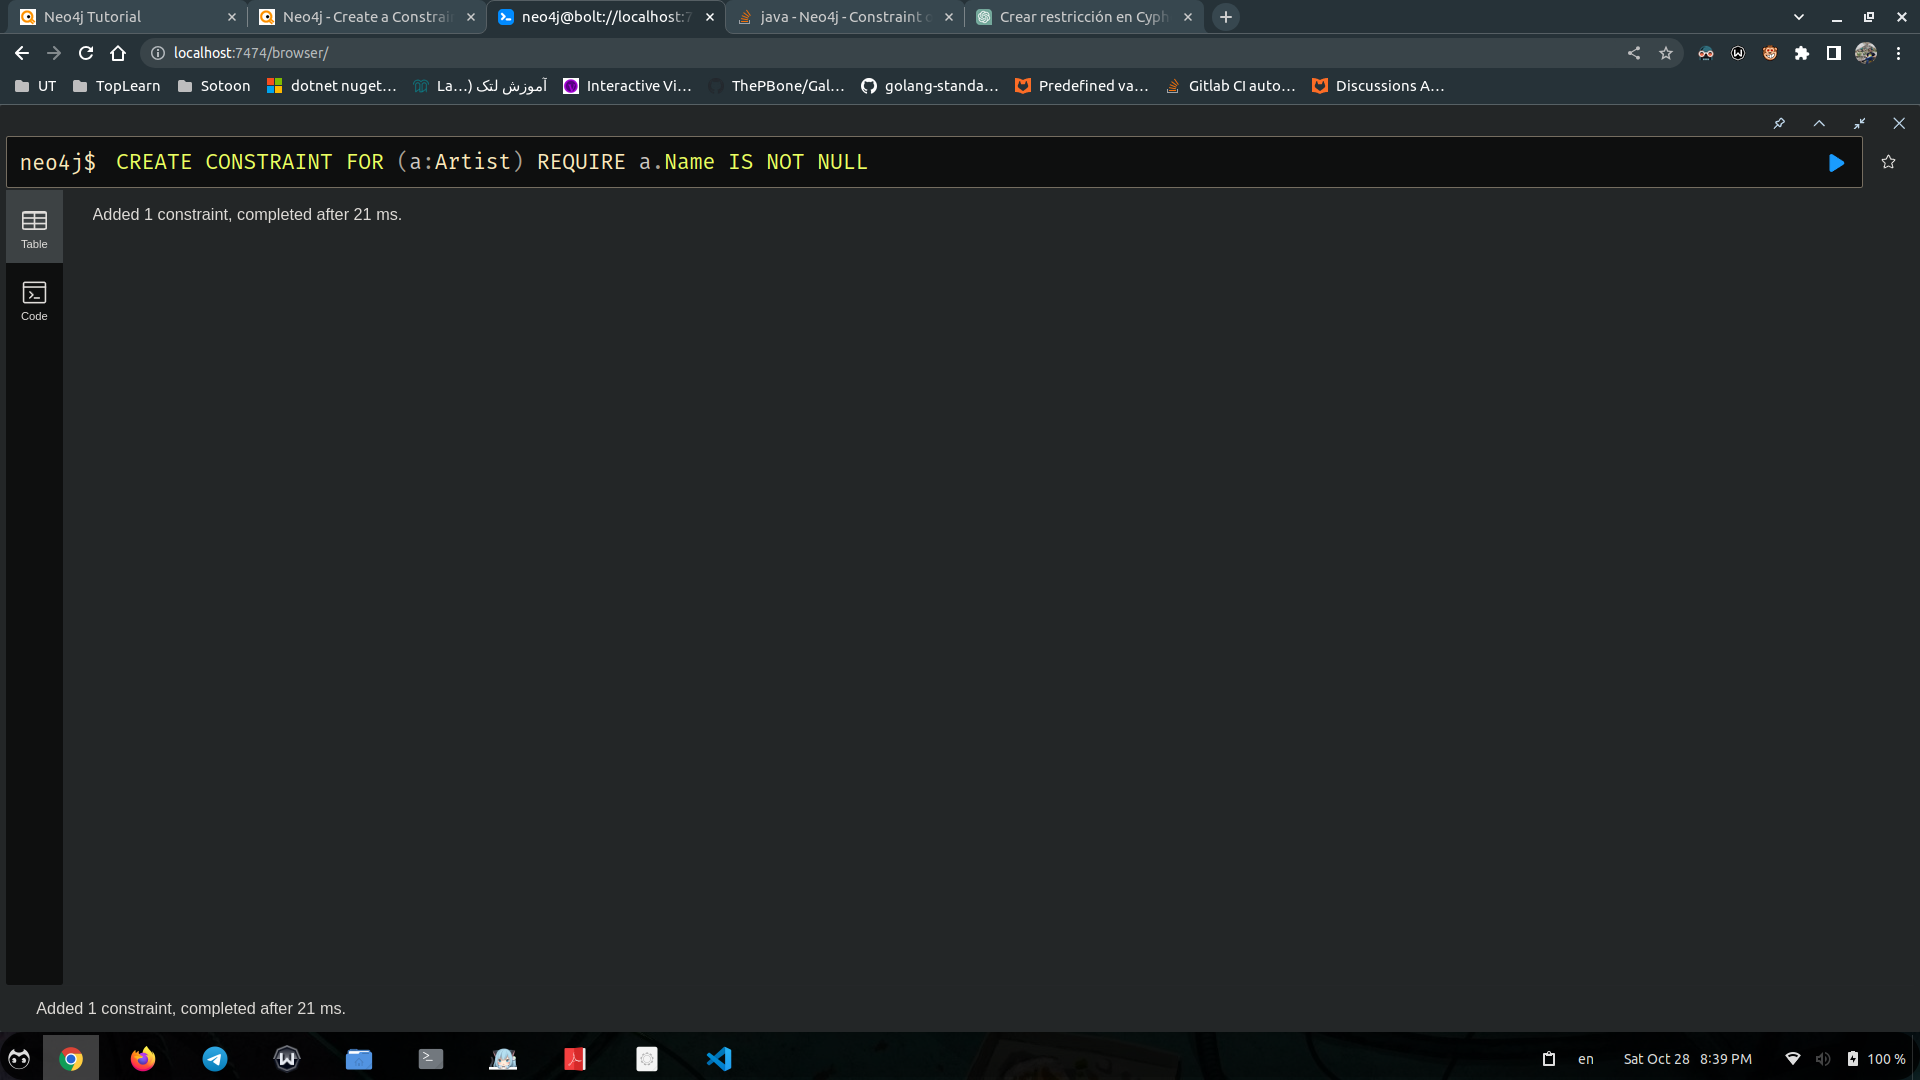 Neo4j Tutorial
Neo4j - Create a Constrain
neo4j@bolt://localhost:7
java - Neo4j - Constraint
Crear restricción en Cyph
localhost:7474/browser/
UT
TopLearn
Sotoon
dotnet nuget…
La…) آموزش لتک
Interactive Vi…
ThePBone/Gal…
golang-standa…
Predefined va…
Gitlab CI auto…
Discussions A…
neo4j$ CREATE CONSTRAINT FOR (a:Artist) REQUIRE a.Name IS NOT NULL
Added 1 constraint, completed after 21 ms.
Table
Code
Added 1 constraint, completed after 21 ms.
en
Sat Oct 28 8:39 PM
100 %